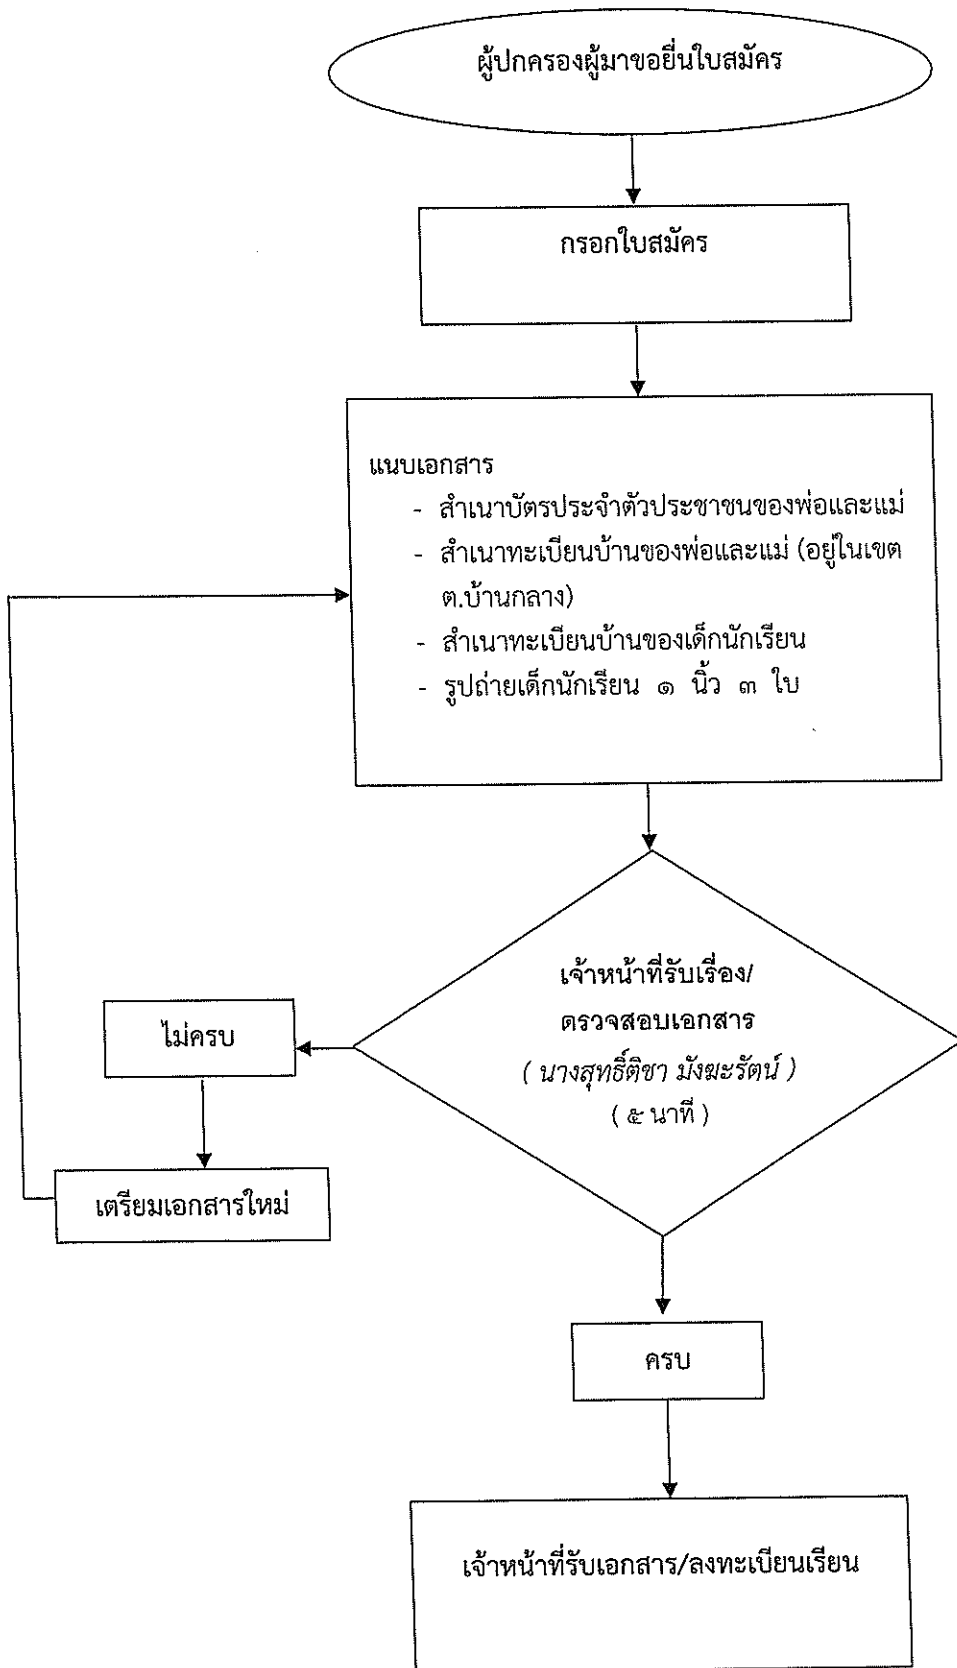 ผู้ปกครองผู้มาขอยื่นใบสมัคร
กรอกใบสมัคร
แนบเอกสาร
- สำเนาบัตรประจำตัวประชาชนของพ่อและแม่
- สำเนาทะเบียนบ้านของพ่อและแม่ (อยู่ในเขต
ต.บ้านกลาง)
- สำเนาทะเบียนบ้านของเด็กนักเรียน
- รูปถ่ายเด็กนักเรียน ๑ นิ้ว ๓ ใบ
เจ้าหน้าที่รับเรื่อง/
ตรวจสอบเอกสาร
( นางสุทธิ์ติชา มังฆะรัตน์ )
( ๕ นาที )
ไม่ครบ
เตรียมเอกสารใหม่
ครบ
เจ้าหน้าที่รับเอกสาร/ลงทะเบียนเรียน